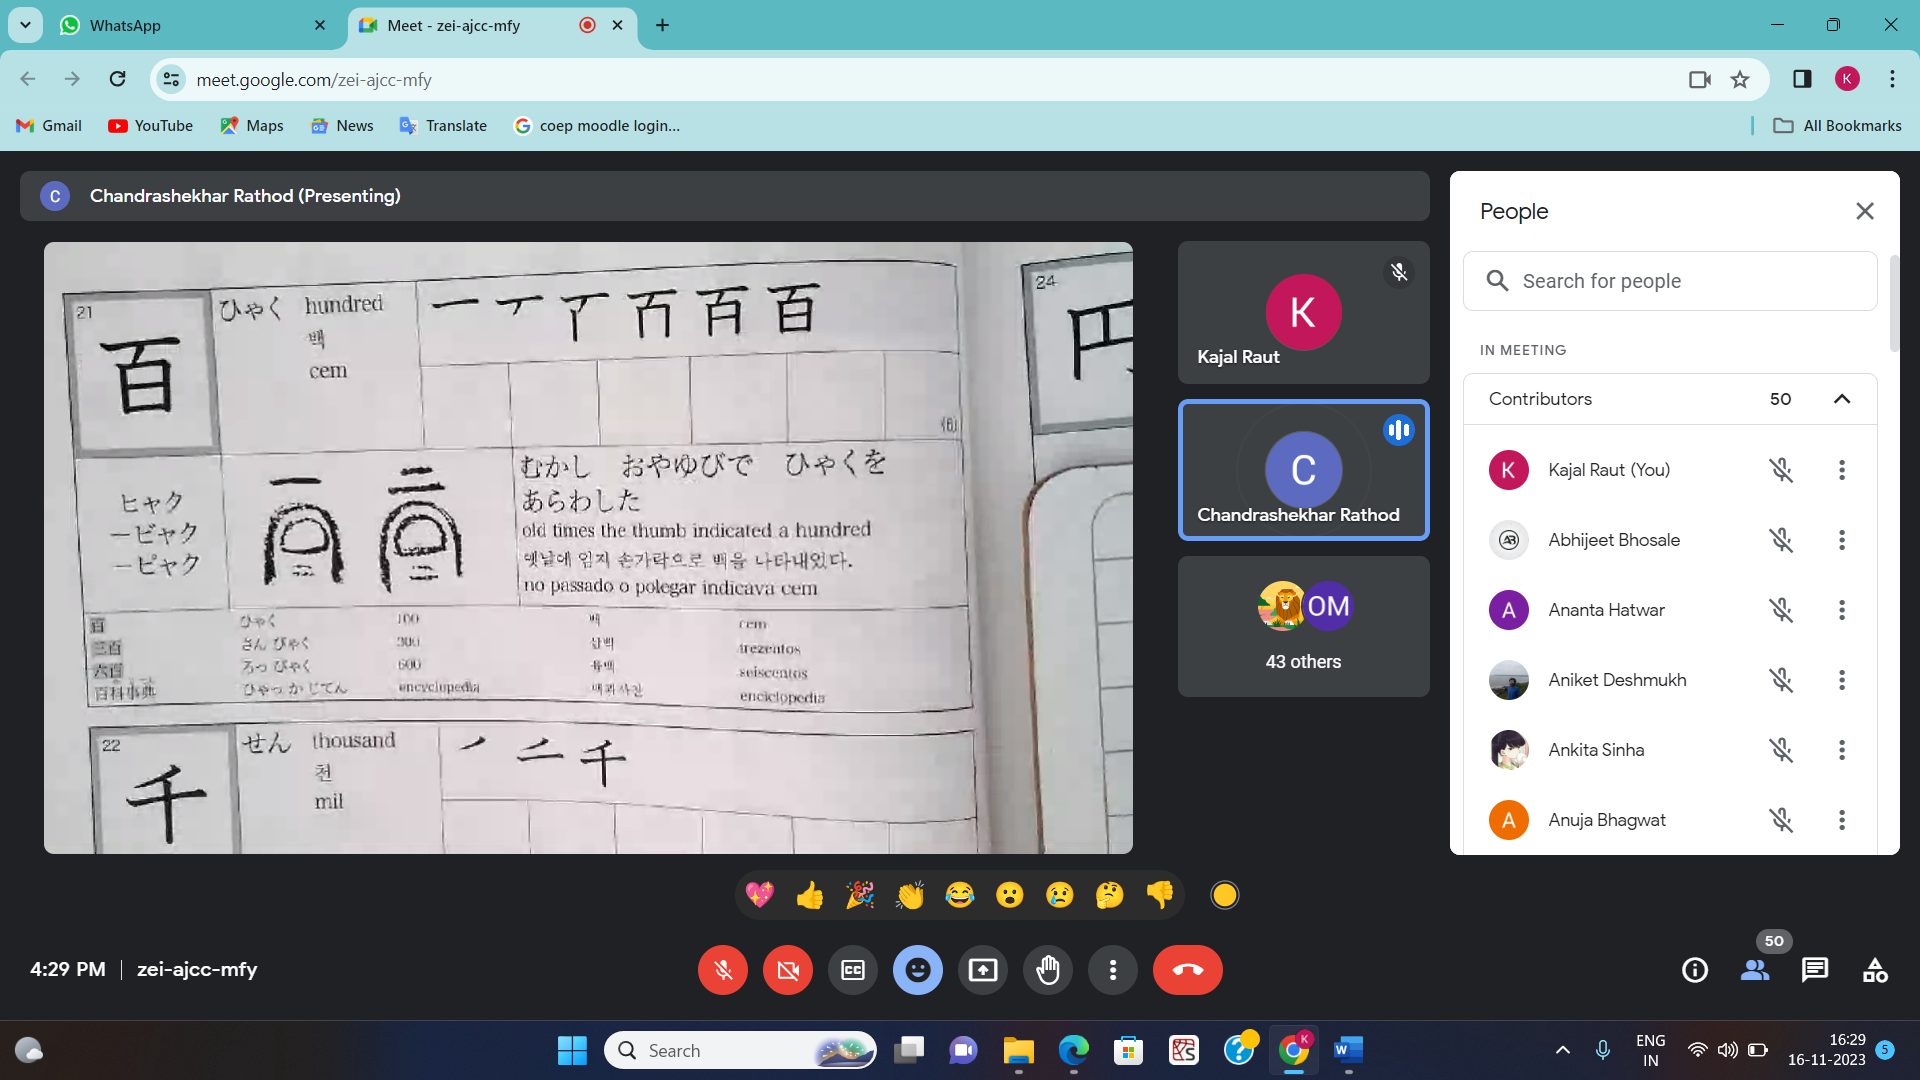 WhatsApp
Meet - zei-ajcc-mfy
meet.google.com/zei-ajcc-mfy
K
Gmail
YouTube
Maps
News
Translate
coep moodle login...
All Bookmarks
C Chandrashekhar Rathod (Presenting)
21
百
ひゃく hundred
백
cem
一 百
(6)
ヒャク
ービャク
ーピャク
むかし おやゆびで ひゃくを
あらわした
old times the thumb indicated a hundred
옛날에 엄지 손가락으로 백을 나타내었다.
no passado o polegar indicava cem
百 ひゃく 100 백 cem
三百 さん びゃく 300 삼백 trezentos
六百 ろっ ぴゃく 600 육백 seiscentos
百科事典 ひゃっ か じてん encyclopedia 백과사전 enciclopedia
22
千
せん thousand
천
mil
千
24
円
K
Kajal Raut
C
Chandrashekhar Rathod
OM
43 others
People
Search for people
IN MEETING
Contributors 50
K Kajal Raut (You)
AB Abhijeet Bhosale
A Ananta Hatwar
Aniket Deshmukh
Ankita Sinha
A Anuja Bhagwat
4:29 PM | zei-ajcc-mfy
CC
50
Search
ENG
IN
16:29
16-11-2023
5